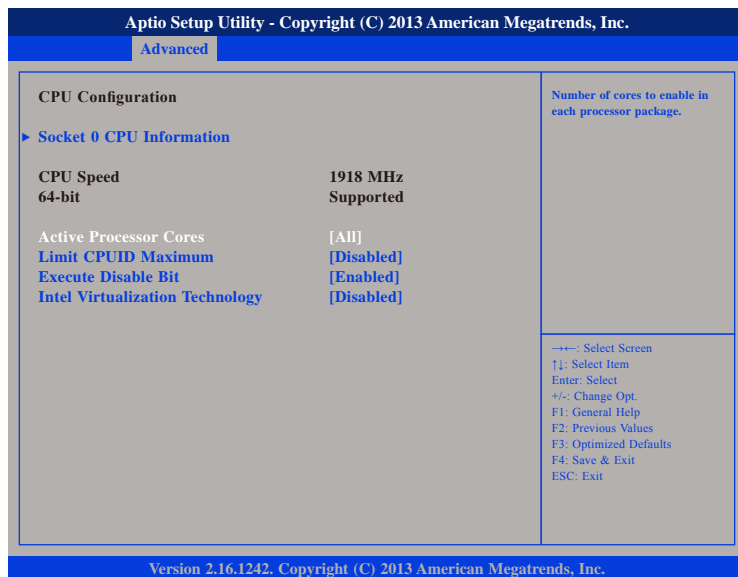 Aptio Setup Utility - Copyright (C) 2013 American Megatrends, Inc.
Advanced
CPU Configuration
▶ Socket 0 CPU Information
CPU Speed 1918 MHz
64-bit Supported
Active Processor Cores [All]
Limit CPUID Maximum [Disabled]
Execute Disable Bit [Enabled]
Intel Virtualization Technology [Disabled]
Number of cores to enable in
each processor package.
→←: Select Screen
↑↓: Select Item
Enter: Select
+/-: Change Opt.
F1: General Help
F2: Previous Values
F3: Optimized Defaults
F4: Save & Exit
ESC: Exit
Version 2.16.1242. Copyright (C) 2013 American Megatrends, Inc.